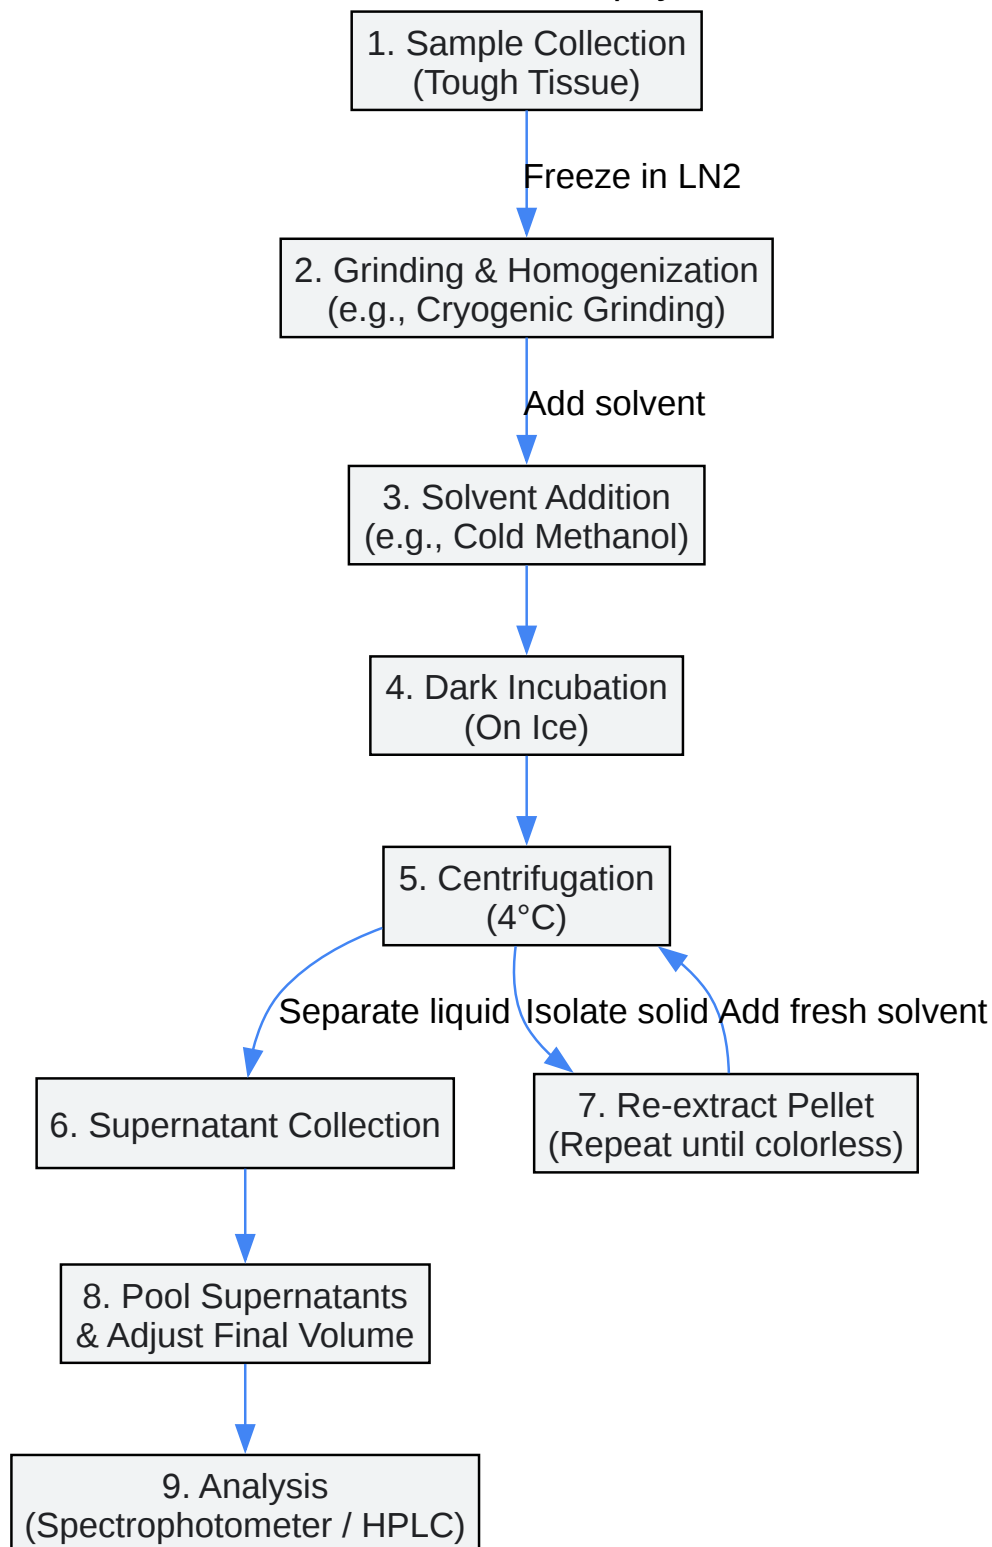 1. Sample Collection
(Tough Tissue)
Freeze in LN2
2. Grinding & Homogenization
(e.g., Cryogenic Grinding)
Add solvent
3. Solvent Addition
(e.g., Cold Methanol)
4. Dark Incubation
(On Ice)
5. Centrifugation
(4°C)
Separate liquid
Isolate solid
Add fresh solvent
6. Supernatant Collection
7. Re-extract Pellet
(Repeat until colorless)
8. Pool Supernatants
& Adjust Final Volume
9. Analysis
(Spectrophotometer / HPLC)